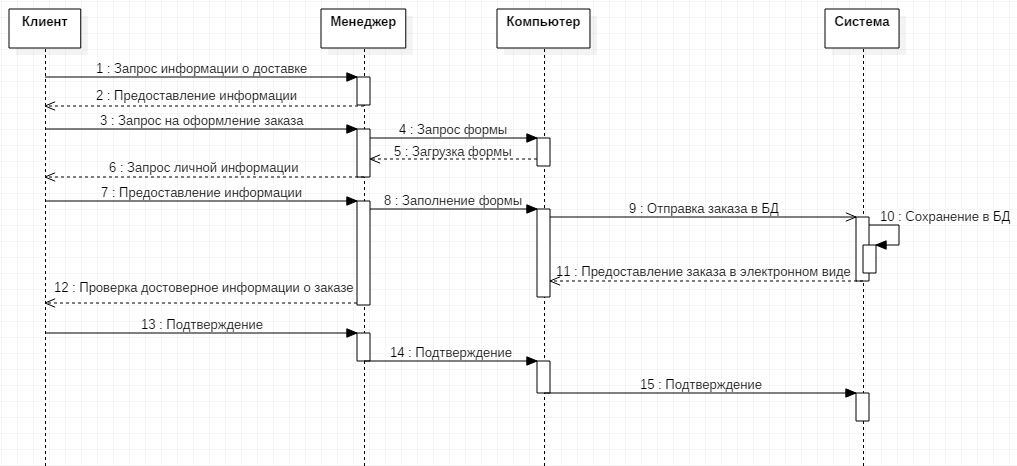 Клиент
Менеджер
Компьютер
Система
1 : Запрос информации о доставке
2 : Предоставление информации
3 : Запрос на оформление заказа
4 : Запрос формы
5 : Загрузка формы
6 : Запрос личной информации
7 : Предоставление информации
8 : Заполнение формы
9 : Отправка заказа в БД
10 : Сохранение в БД
11 : Предоставление заказа в электронном виде
12 : Проверка достоверное информации о заказе
13 : Подтверждение
14 : Подтверждение
15 : Подтверждение